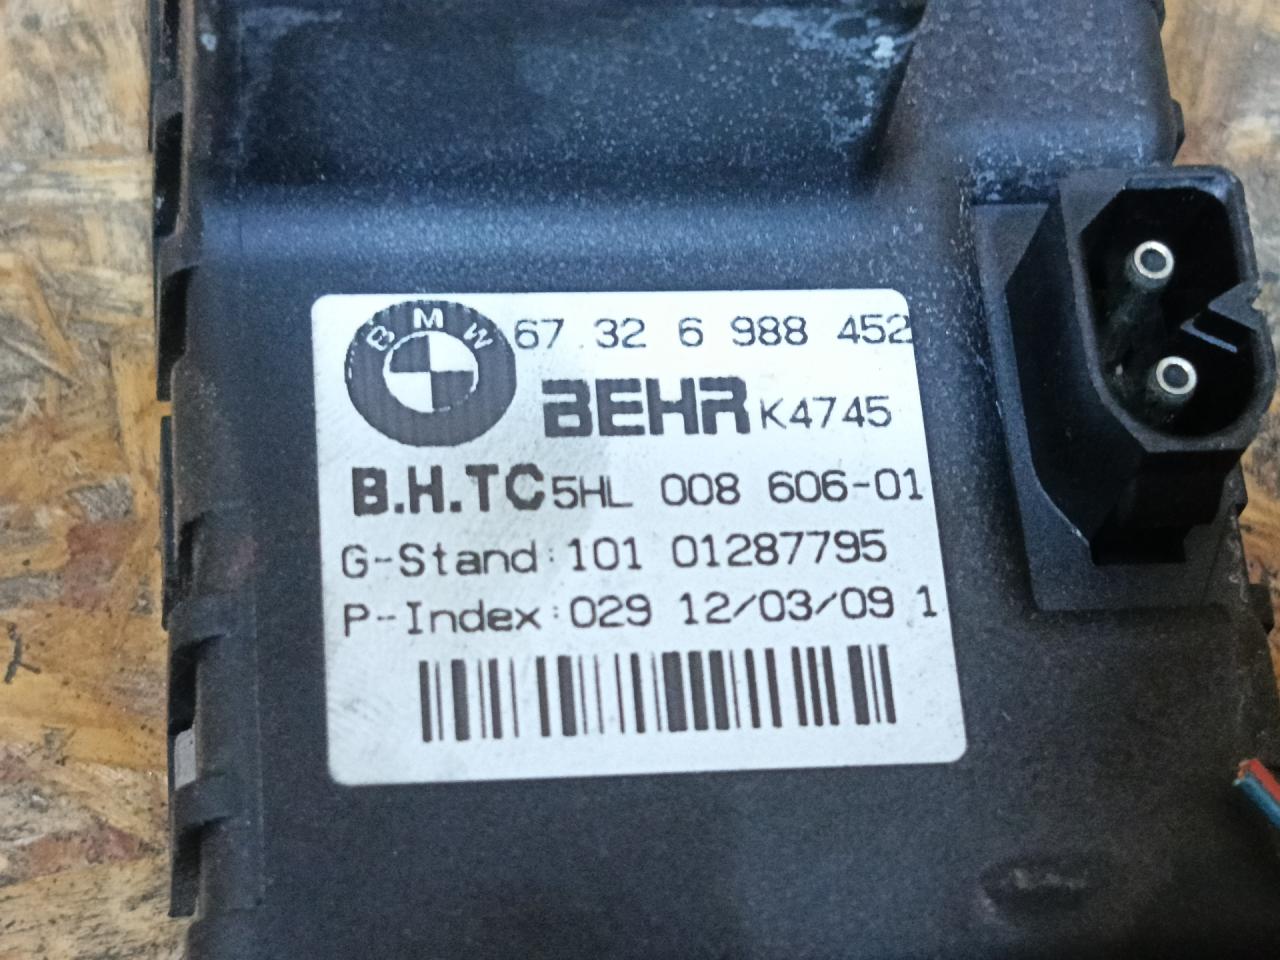 BMW 67.32 6 988 452
BEHR K4745
B.H.TC 5HL 008 606-01
G-Stand:101 01287795
P-Index:029 12/03/09 1